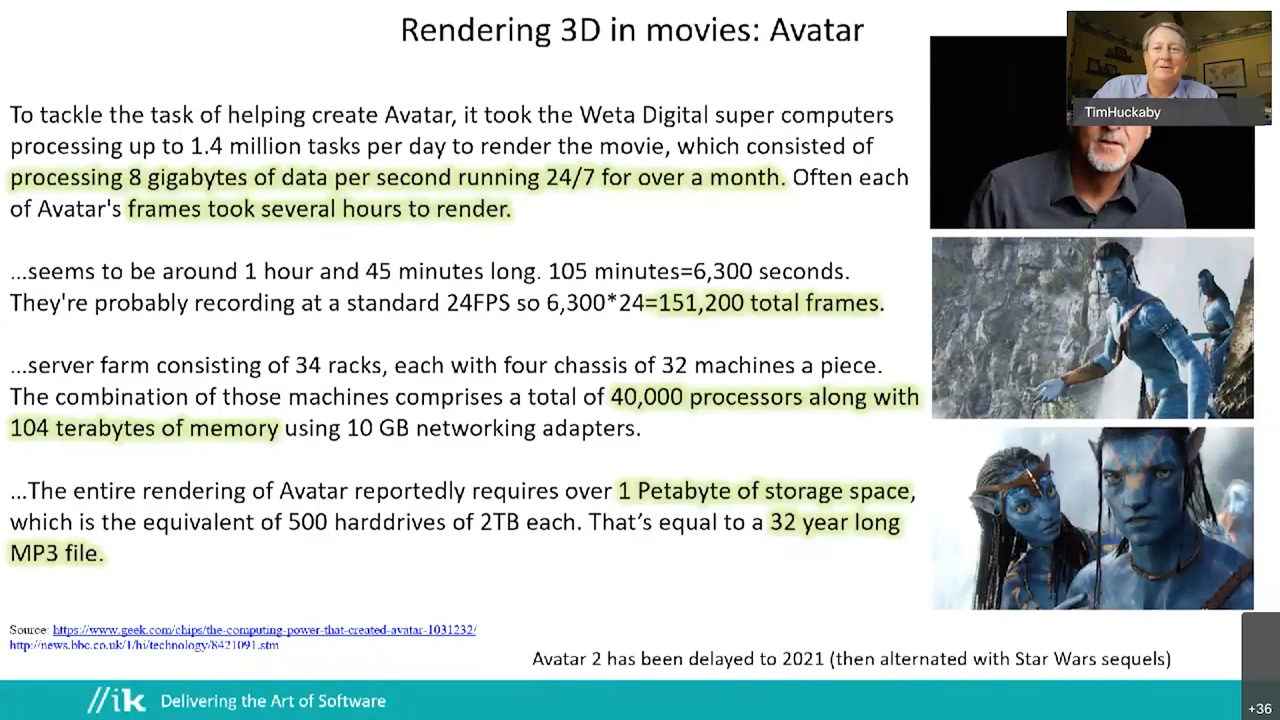 Rendering 3D in movies: Avatar
TimHuckaby
To tackle the task of helping create Avatar, it took the Weta Digital super computers
processing up to 1.4 million tasks per day to render the movie, which consisted of
processing 8 gigabytes of data per second running 24/7 for over a month. Often each
of Avatar's frames took several hours to render.
...seems to be around 1 hour and 45 minutes long. 105 minutes=6,300 seconds.
They're probably recording at a standard 24FPS so 6,300*24=151,200 total frames.
...server farm consisting of 34 racks, each with four chassis of 32 machines a piece.
The combination of those machines comprises a total of 40,000 processors along with
104 terabytes of memory using 10 GB networking adapters.
...The entire rendering of Avatar reportedly requires over 1 Petabyte of storage space,
which is the equivalent of 500 harddrives of 2TB each. That's equal to a 32 year long
MP3 file.
Source: https://www.geek.com/chips/the-computing-power-that-created-avatar-1031232/
http://news.bbc.co.uk/1/hi/technology/8421091.stm
Avatar 2 has been delayed to 2021 (then alternated with Star Wars sequels)
//ik Delivering the Art of Software
+36